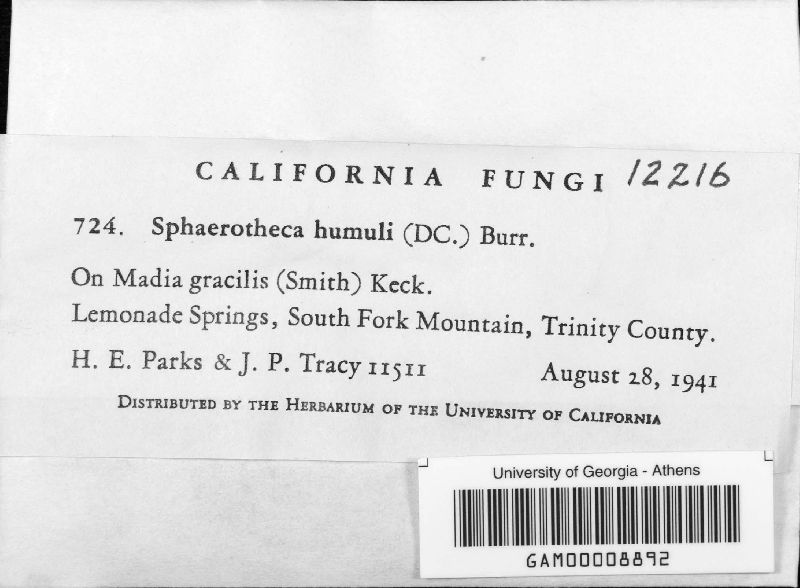 CALIFORNIA FUNGI 12216
724. Sphaerotheca humuli (DC.) Burr.
On Madia gracilis (Smith) Keck.
Lemonade Springs, South Fork Mountain, Trinity County.
H. E. Parks & J. P. Tracy 11511 August 28, 1941
DISTRIBUTED BY THE HERBARIUM OF THE UNIVERSITY OF CALIFORNIA
University of Georgia - Athens
GAM00008892